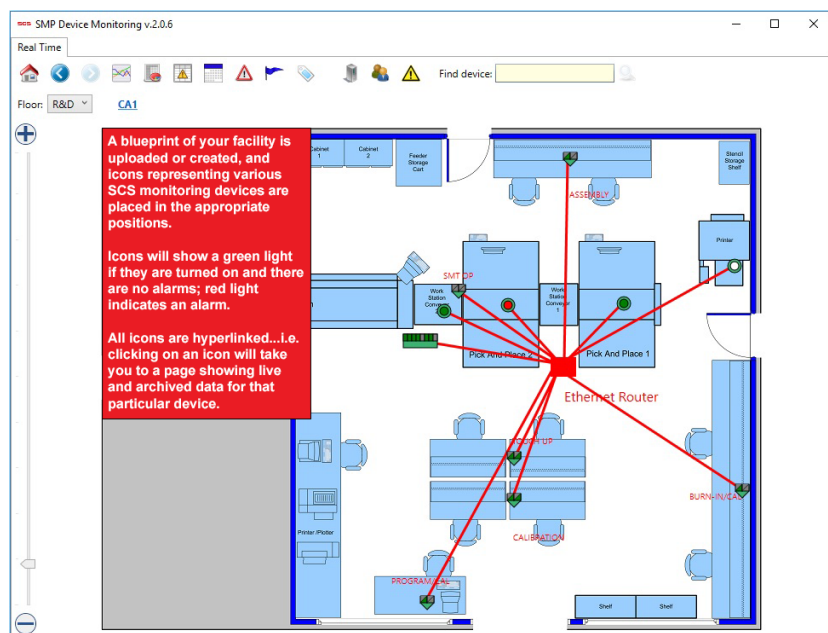 SCS SMP Device Monitoring v.2.0.6
Real Time
Find device:
Floor: R&D CA1
A blueprint of your facility is
uploaded or created, and
icons representing various
SCS monitoring devices are
placed in the appropriate
positions.
Icons will show a green light
if they are turned on and there
are no alarms; red light
indicates an alarm.
All icons are hyperlinked...i.e.
clicking on an icon will take
you to a page showing live
and archived data for that
particular device.
Cabinet
1
Cabinet
2
Feeder
Storage
Cart
ASSEMBLY
Stencil
Storage
Shelf
Printer
SMT OP
Work
Station
Conveyor
2
Work
Station
Conveyor
1
Pick And Place 2
Pick And Place 1
Ethernet Router
TOUCH UP
BURN-IN/CAL
CALIBRATION
Printer/Plotter
PROGRAM/CAL
Shelf
Shelf